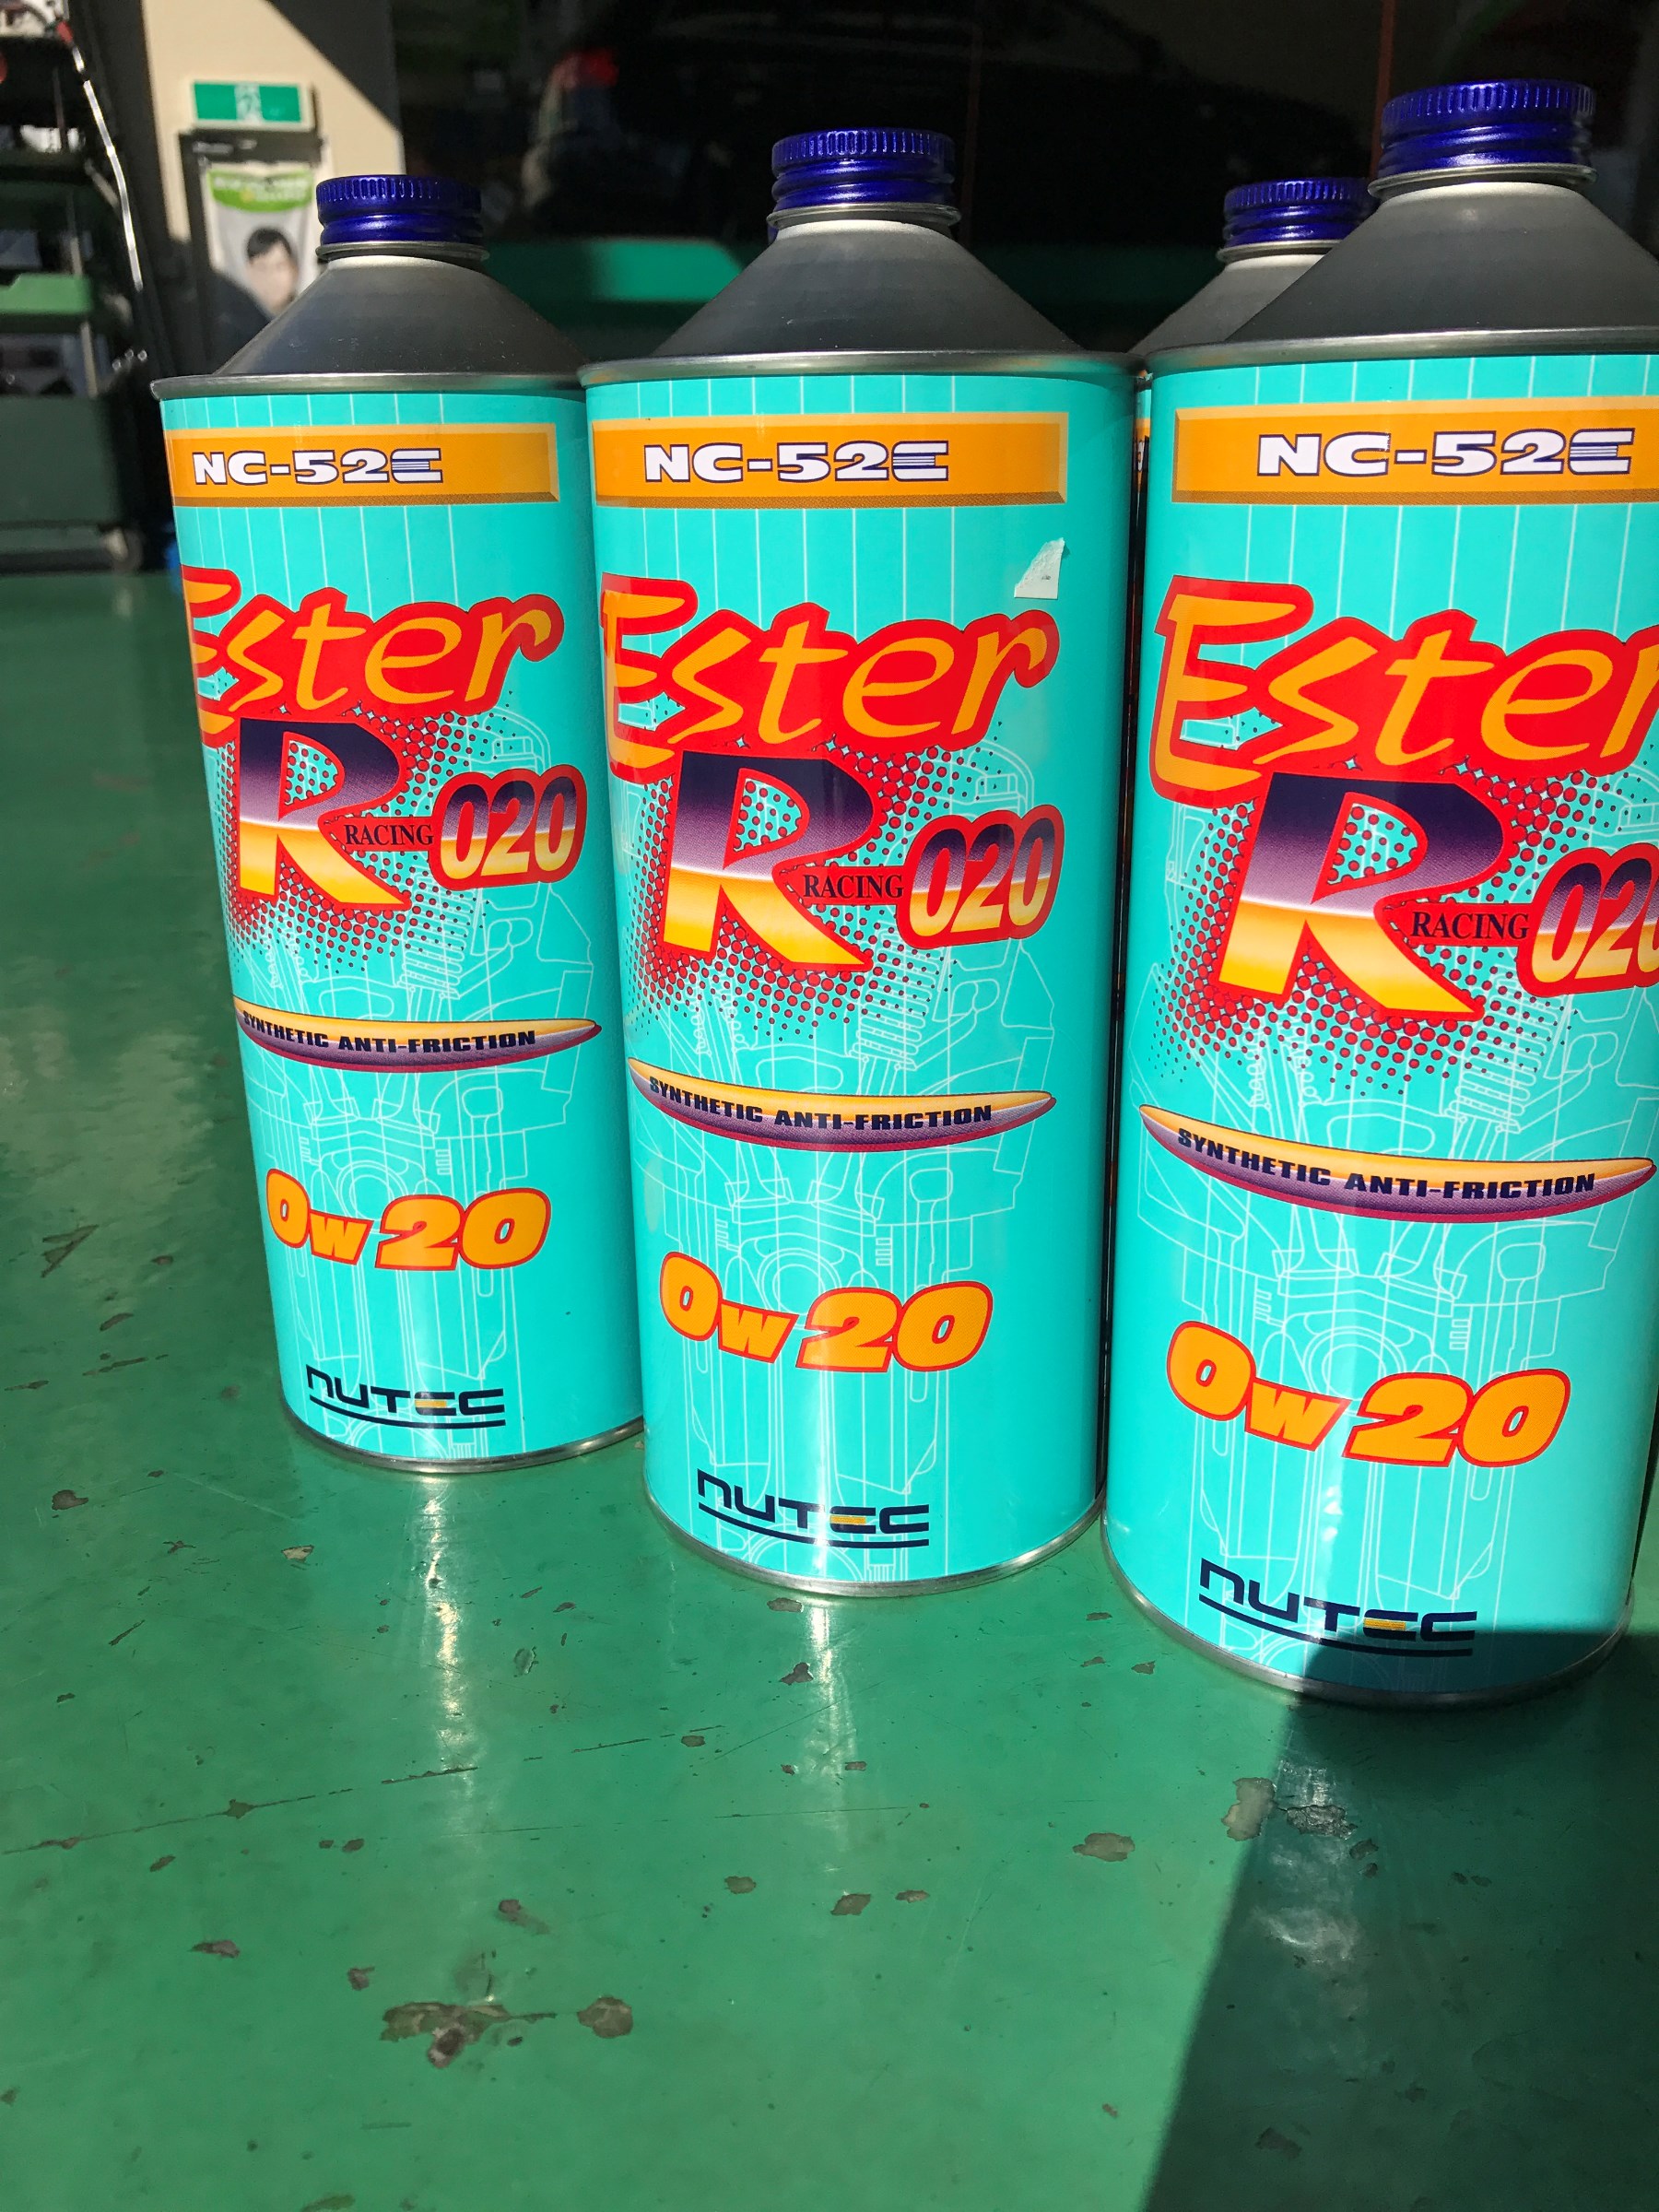 NC-52E
Ester
R
RACING
020
SYNTHETIC ANTI-FRICTION
0w20
nutec
NC-52E
Ester
R
RACING
020
SYNTHETIC ANTI-FRICTION
0w20
nutec
NC-52E
Ester
R
RACING
020
SYNTHETIC ANTI-FRICTION
0w20
nutec